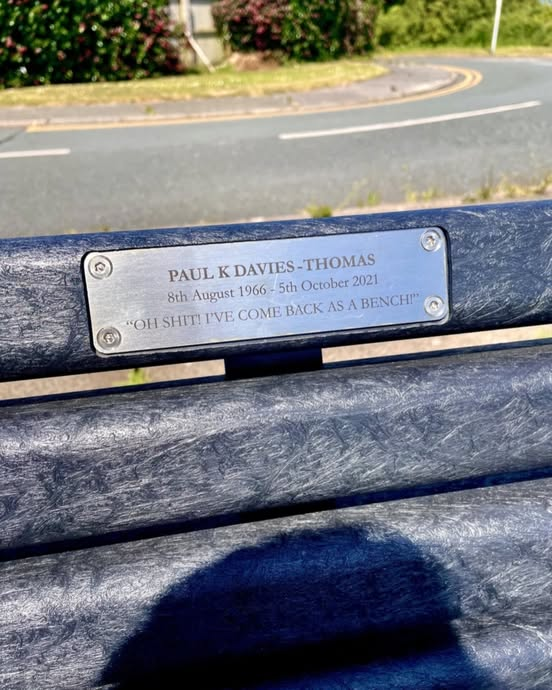 PAUL K DAVIES-THOMAS
8th August 1966 - 5th October 2021
“OH SHIT! I’VE COME BACK AS A BENCH!”